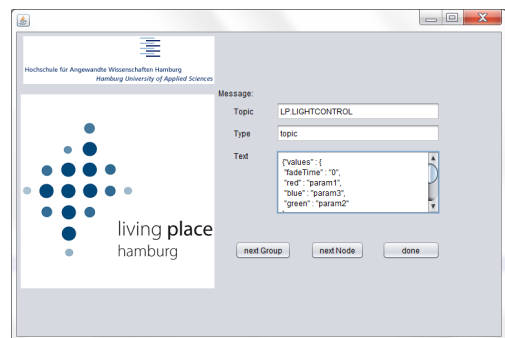 Hochschule für Angewandte Wissenschaften Hamburg
Hamburg University of Applied Sciences
Message:
Topic LP.LIGHTCONTROL
Type topic
Text
{"values" : {
"fadeTime" : "0",
"red" : "param1",
"blue" : "param3",
"green" : "param2"
living place
hamburg
next Group next Node done